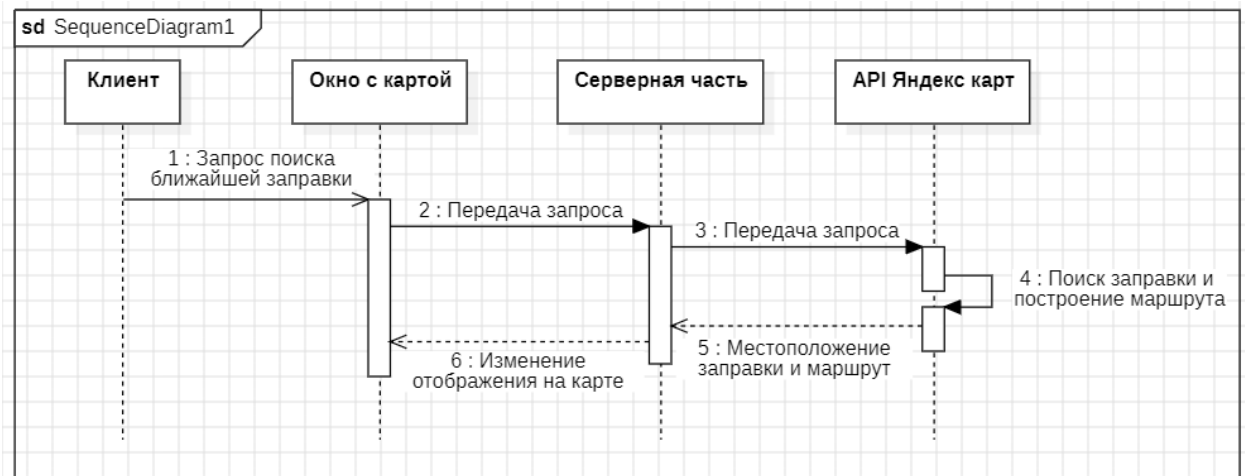 sd SequenceDiagram1
Клиент
Окно с картой
Серверная часть
API Яндекс карт
1 : Запрос поиска
ближайшей заправки
2 : Передача запроса
3 : Передача запроса
4 : Поиск заправки и
построение маршрута
5 : Местоположение
заправки и маршрут
6 : Изменение
отображения на карте